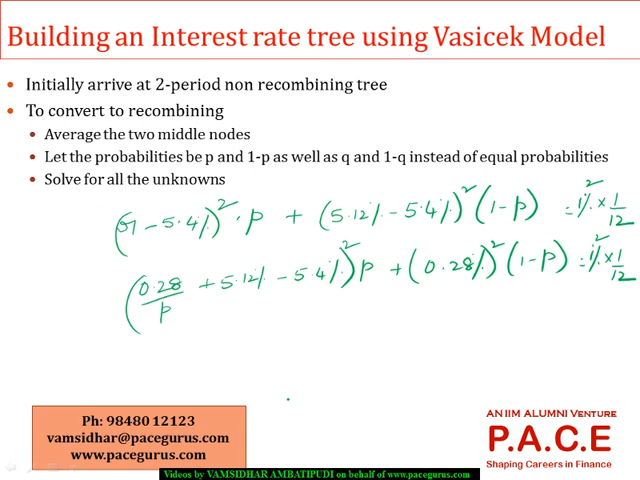 Building an Interest rate tree using Vasicek Model
• Initially arrive at 2-period non recombining tree
• To convert to recombining
• Average the two middle nodes
• Let the probabilities be p and 1-p as well as q and 1-q instead of equal probabilities
• Solve for all the unknowns
- 5.4%)² · p + (5.12% - 5.4%)² (1-p) = 1%² × 1/12
(0.28/p + 5.12% - 5.4%)² p + (0.28%)² (1-p) = 1%² × 1/12
Ph: 98480 12123
vamsidhar@pacegurus.com
www.pacegurus.com
AN IIM ALUMNI VENTURE
P.A.C.E
Shaping Careers in Finance
Videos by VAMSIDHAR AMBATIPUDI on behalf of www.pacegurus.com